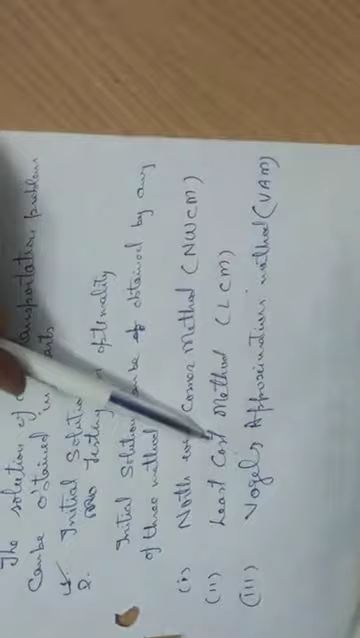 The solution of transportation problem
Can be obtained in
1. Initial Solution
2. Testing optimality
Initial Solution can be obtained by any
of three method
(i) North west Corner Method (NWCM)
(ii) Least Cost Method (LCM)
(iii) Vogel's Approximations method (VAM)